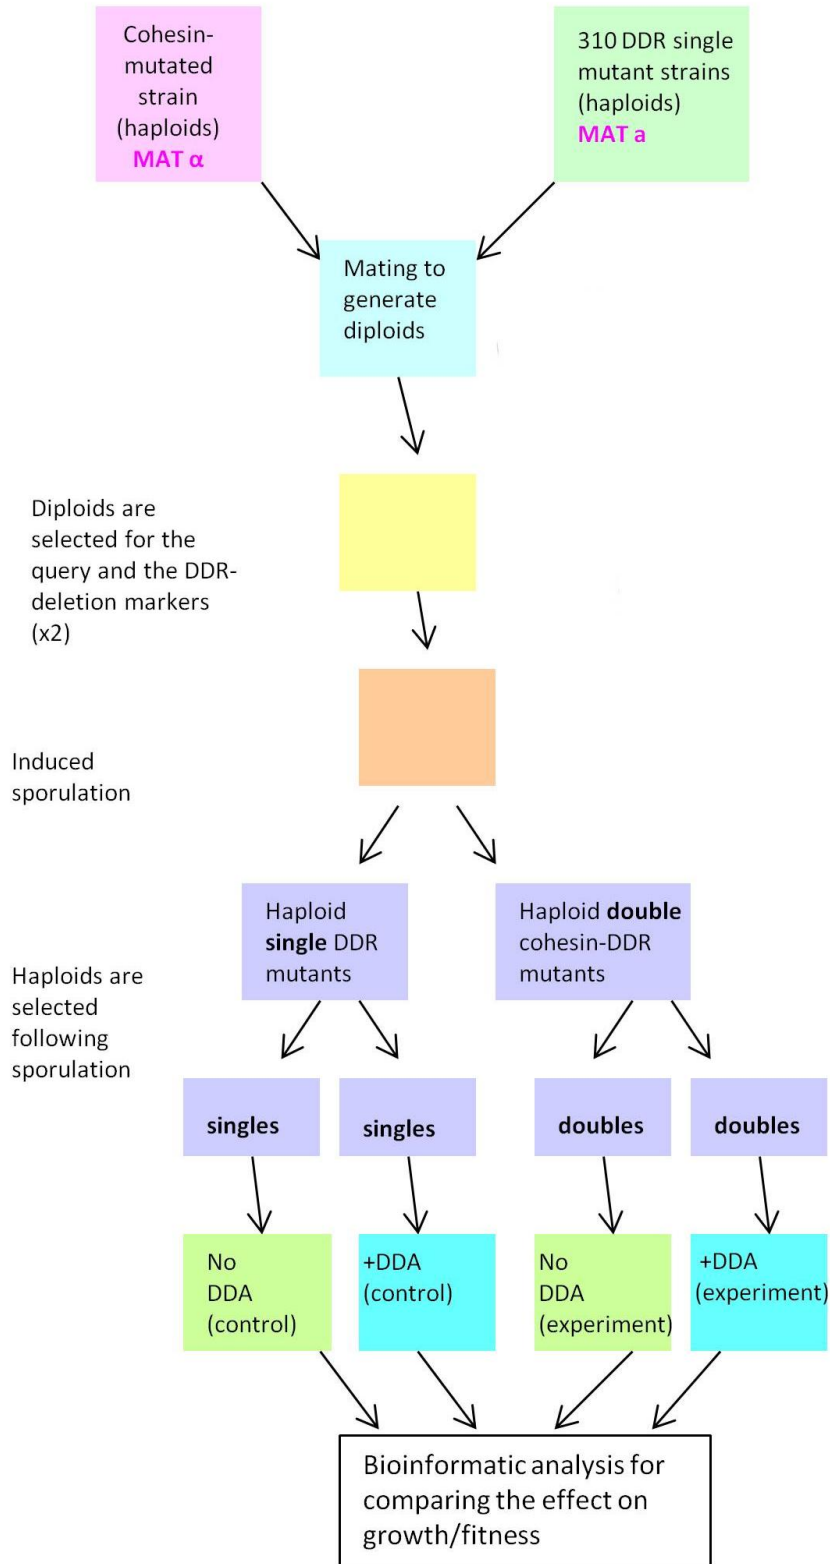 Cohesin-
mutated
strain
(haploids)
MAT α
310 DDR single
mutant strains
(haploids)
MAT a
Mating to
generate
diploids
Diploids are
selected for the
query and the DDR-
deletion markers
(x2)
Induced
sporulation
Haploid
single DDR
mutants
Haploid double
cohesin-DDR
mutants
Haploids are
selected
following
sporulation
singles
singles
doubles
doubles
No
DDA
(control)
+DDA
(control)
No
DDA
(experiment)
+DDA
(experiment)
Bioinformatic analysis for
comparing the effect on
growth/fitness